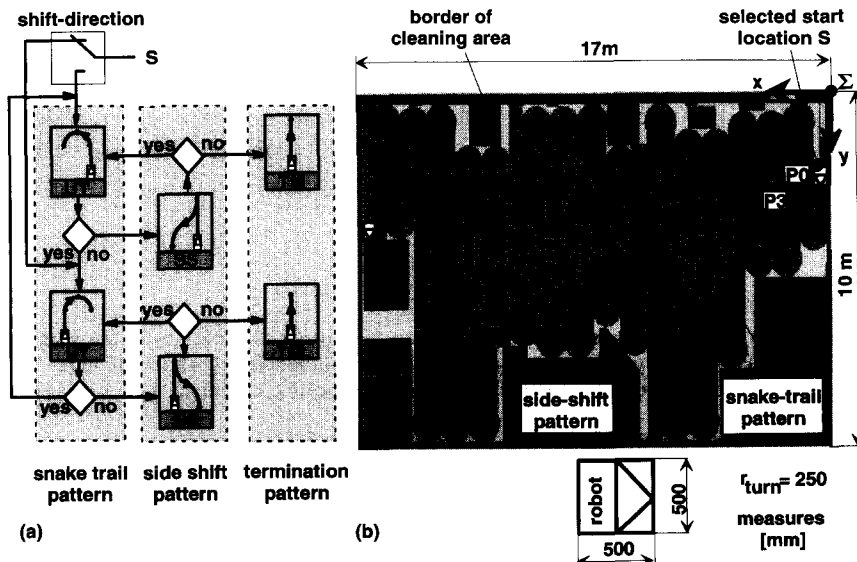 shift-direction
S
yes
no
yes
no
yes
no
yes
no
snake trail
pattern
side shift
pattern
termination
pattern
(a)
border of
cleaning area
selected start
location S
17m
x
Σ
y
P0
P3
10 m
side-shift
pattern
snake-trail
pattern
(b)
robot
500
500
r turn = 250
measures
[mm]